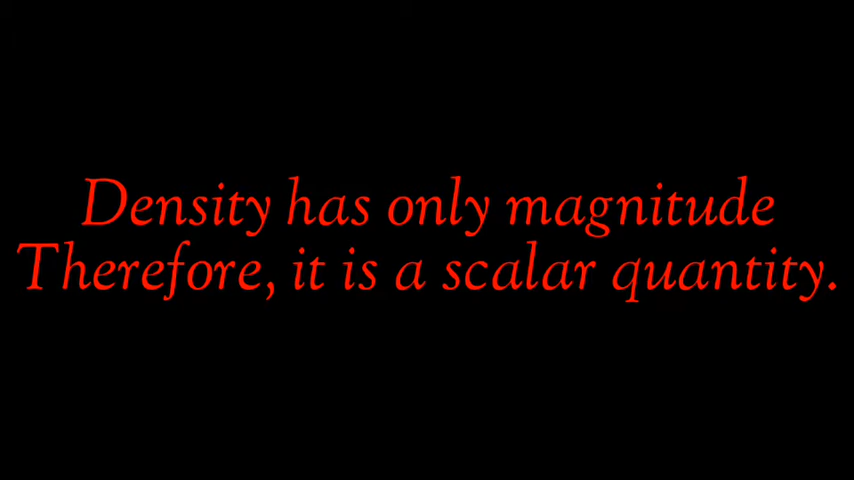 Density has only magnitude
Therefore, it is a scalar quantity.